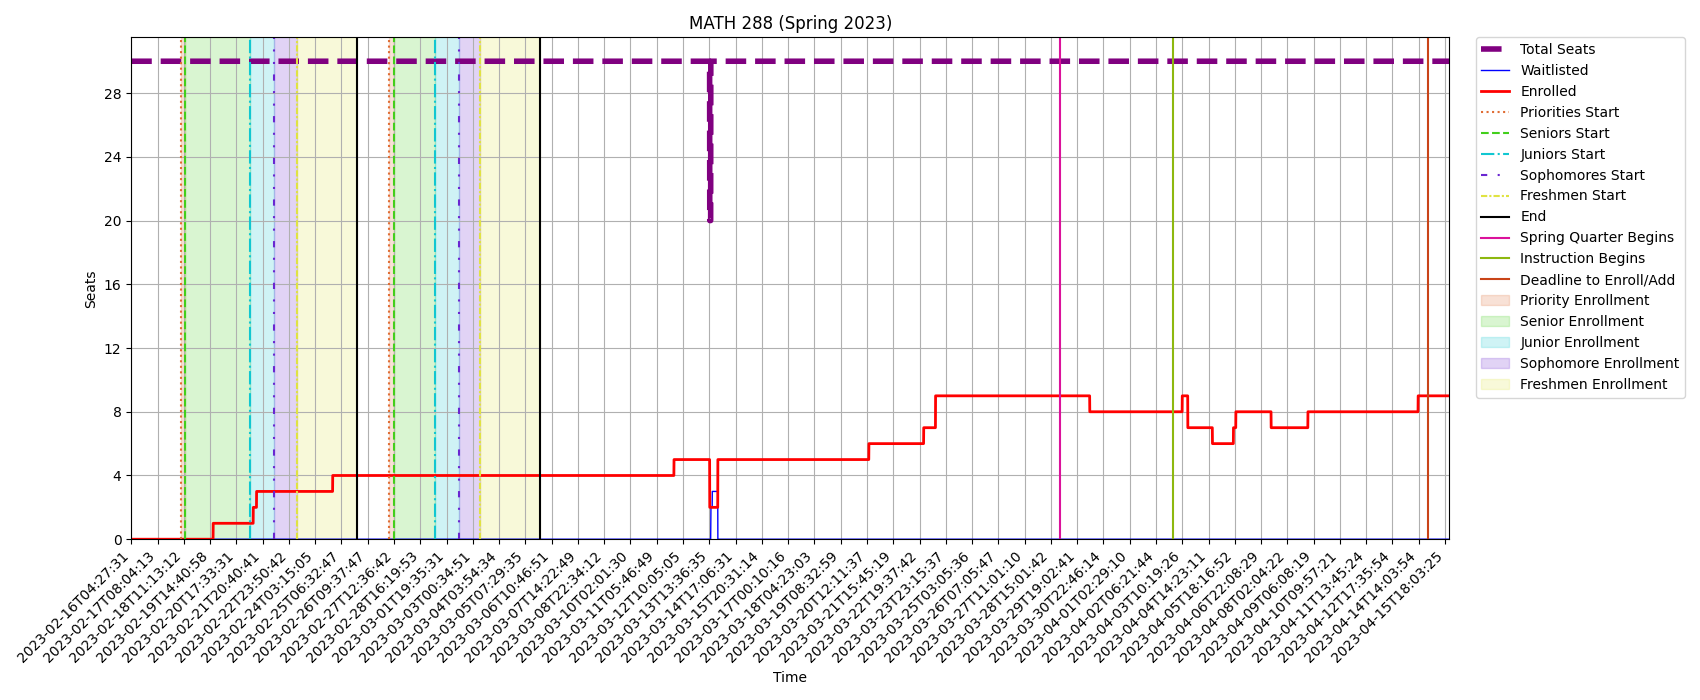 MATH 288 (Spring 2023)
Seats
28
24
20
16
12
8
4
0
2023-02-16T04:27:31
2023-02-17T08:04:13
2023-02-18T11:13:12
2023-02-19T14:40:58
2023-02-20T17:33:31
2023-02-21T20:40:41
2023-02-22T23:50:42
2023-02-24T03:15:05
2023-02-25T06:32:47
2023-02-26T09:37:47
2023-02-27T12:36:42
2023-02-28T16:19:53
2023-03-01T19:35:31
2023-03-03T00:34:51
2023-03-04T03:54:34
2023-03-05T07:29:35
2023-03-06T10:46:51
2023-03-07T14:22:49
2023-03-08T22:34:12
2023-03-10T02:01:30
2023-03-11T05:46:49
2023-03-12T10:05:05
2023-03-13T13:36:35
2023-03-14T17:06:31
2023-03-15T20:31:14
2023-03-17T00:10:16
2023-03-18T04:23:03
2023-03-19T08:32:59
2023-03-20T12:11:37
2023-03-21T15:45:19
2023-03-22T19:37:42
2023-03-23T23:15:37
2023-03-25T03:05:36
2023-03-26T07:05:47
2023-03-27T11:01:10
2023-03-28T15:01:42
2023-03-29T19:02:41
2023-03-30T22:46:14
2023-04-01T02:29:10
2023-04-02T06:21:44
2023-04-03T10:19:26
2023-04-04T14:23:11
2023-04-05T18:16:52
2023-04-06T22:08:29
2023-04-08T02:04:22
2023-04-09T06:08:19
2023-04-10T09:57:21
2023-04-11T13:45:24
2023-04-12T17:35:54
2023-04-14T14:03:54
2023-04-15T18:03:25
Time
Total Seats
Waitlisted
Enrolled
Priorities Start
Seniors Start
Juniors Start
Sophomores Start
Freshmen Start
End
Spring Quarter Begins
Instruction Begins
Deadline to Enroll/Add
Priority Enrollment
Senior Enrollment
Junior Enrollment
Sophomore Enrollment
Freshmen Enrollment